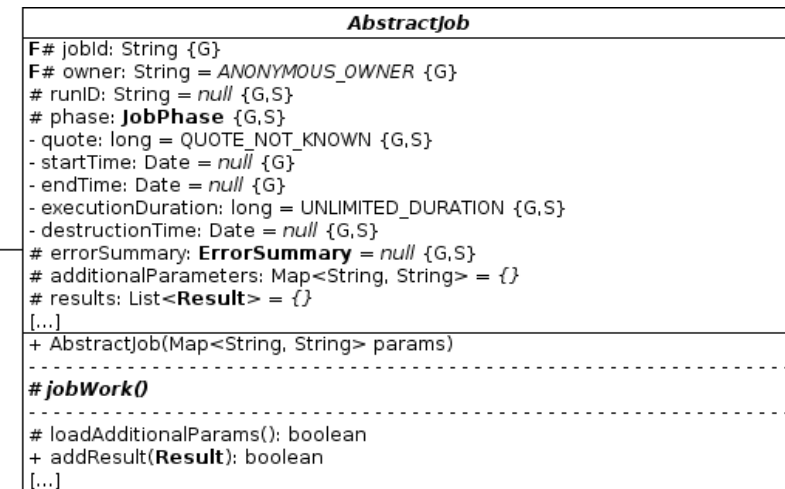 AbstractJob
F# jobId: String {G}
F# owner: String = ANONYMOUS_OWNER {G}
# runID: String = null {G,S}
# phase: JobPhase {G,S}
- quote: long = QUOTE_NOT_KNOWN {G,S}
- startTime: Date = null {G}
- endTime: Date = null {G}
- executionDuration: long = UNLIMITED_DURATION {G,S}
- destructionTime: Date = null {G,S}
# errorSummary: ErrorSummary = null {G,S}
# additionalParameters: Map<String, String> = {}
# results: List<Result> = {}
[...]
+ AbstractJob(Map<String, String> params)
# jobWork()
# loadAdditionalParams(): boolean
+ addResult(Result): boolean
[...]